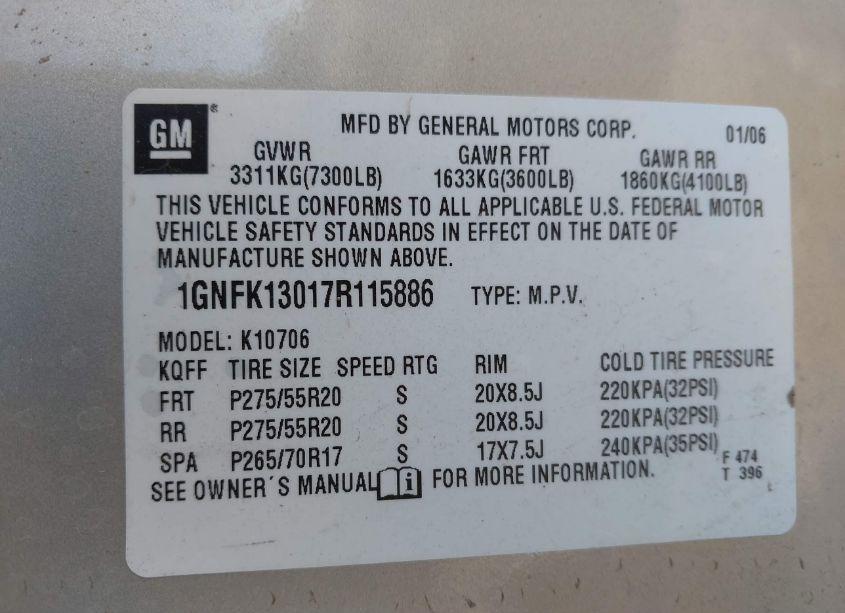 GM® MFD BY GENERAL MOTORS CORP. 01/06
GVWR GAWR FRT GAWR RR
3311KG(7300LB) 1633KG(3600LB) 1860KG(4100LB)
THIS VEHICLE CONFORMS TO ALL APPLICABLE U.S. FEDERAL MOTOR
VEHICLE SAFETY STANDARDS IN EFFECT ON THE DATE OF
MANUFACTURE SHOWN ABOVE.
1GNFK13017R115886 TYPE: M.P.V.
MODEL: K10706
KQFF TIRE SIZE SPEED RTG RIM COLD TIRE PRESSURE
FRT P275/55R20 S 20X8.5J 220KPA(32PSI)
RR P275/55R20 S 20X8.5J 220KPA(32PSI)
SPA P265/70R17 S 17X7.5J 240KPA(35PSI)
F 474
SEE OWNER´S MANUAL i FOR MORE INFORMATION. T 396